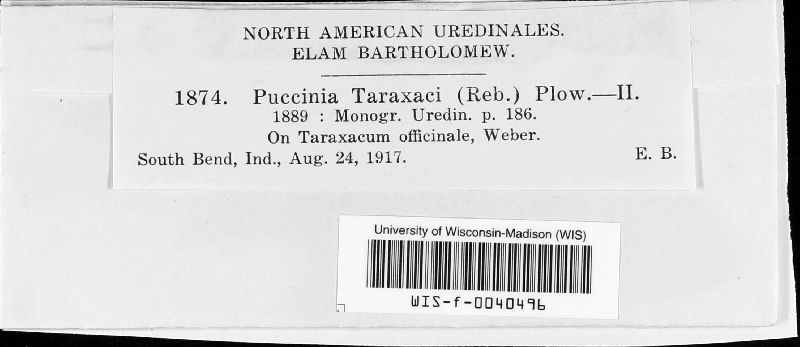 NORTH AMERICAN UREDINALES.
ELAM BARTHOLOMEW.
1874. Puccinia Taraxaci (Reb.) Plow.—II.
1889 : Monogr. Uredin. p. 186.
On Taraxacum officinale, Weber.
South Bend, Ind., Aug. 24, 1917. E. B.
University of Wisconsin-Madison (WIS)
WIS-f-0040496